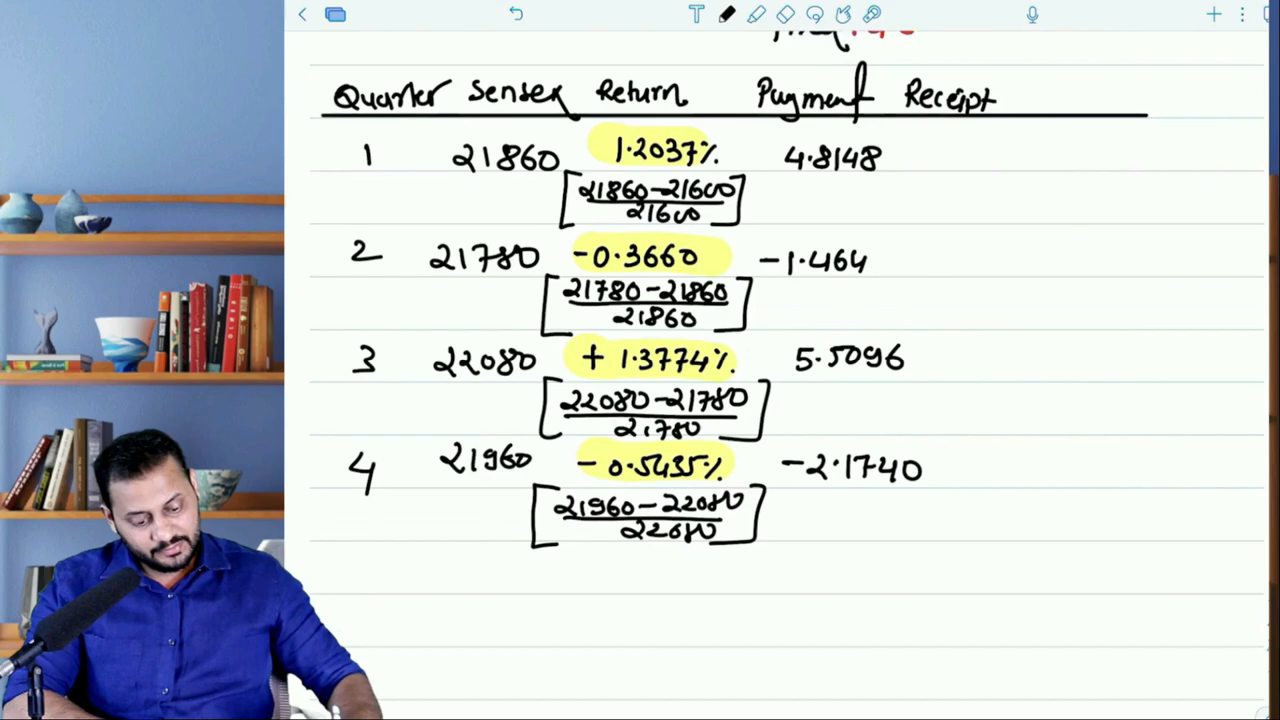 Quarter Sensex Return Payment Receipt
1 21860 1.2037% 4.8148
[21860-21600
21600]
2 21780 -0.3660 -1.464
[21780-21860
21860]
3 22080 + 1.3774% 5.5096
[22080-21780
21780]
4 21960 - 0.5435% -2.1740
[21960-22080
22080]